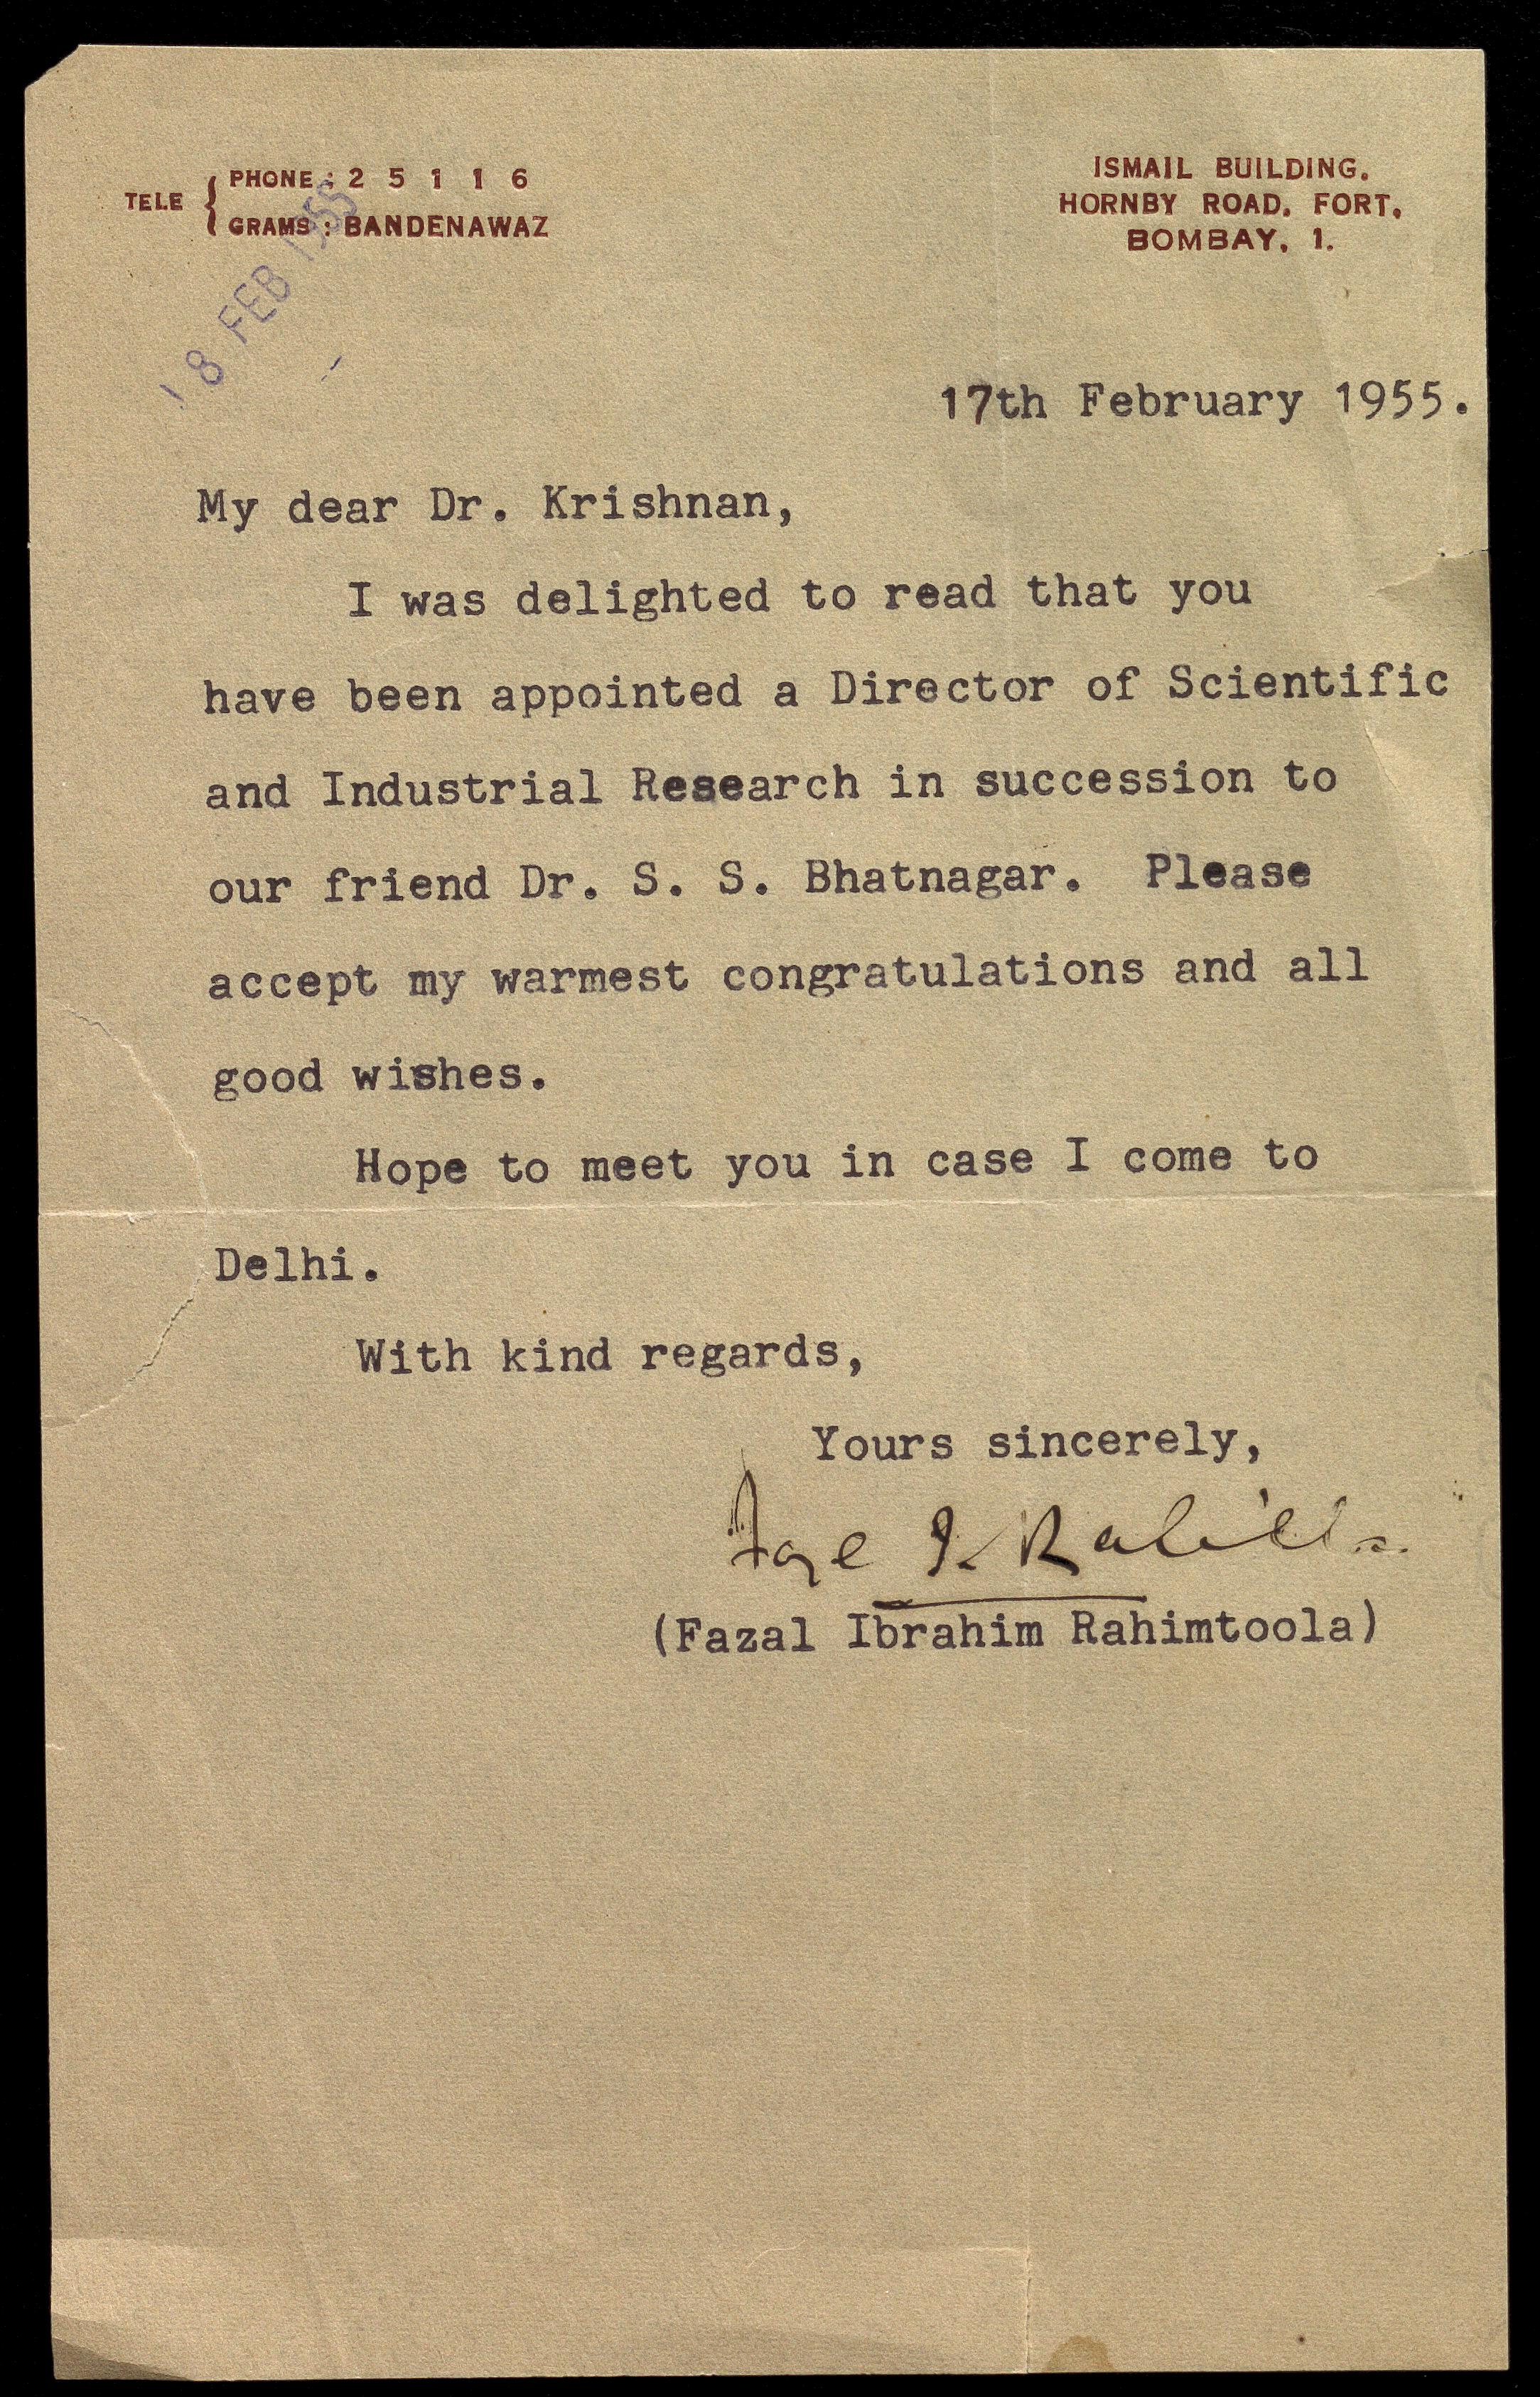 TELE { PHONE : 2 5 1 1 6
GRAMS : BANDENAWAZ
18 FEB 1955
ISMAIL BUILDING.
HORNBY ROAD, FORT,
BOMBAY, 1.
17th February 1955.
My dear Dr. Krishnan,
I was delighted to read that you
have been appointed a Director of Scientific
and Industrial Research in succession to
our friend Dr. S. S. Bhatnagar. Please
accept my warmest congratulations and all
good wishes.
Hope to meet you in case I come to
Delhi.
With kind regards,
Yours sincerely,
(Fazal Ibrahim Rahimtoola)